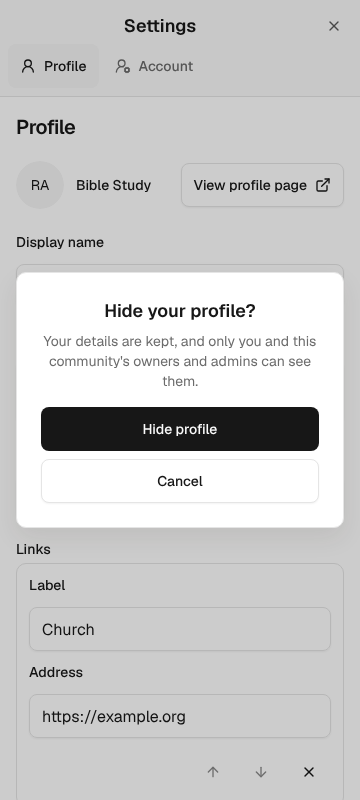 Settings
Profile
Account
Profile
RA
Bible Study
View profile page
Display name
Hide your profile?
Your details are kept, and only you and this
community's owners and admins can see
them.
Hide profile
Cancel
Links
Label
Church
Address
https://example.org